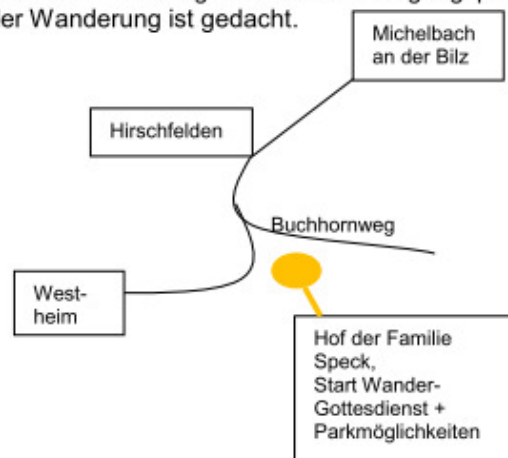 er Wanderung ist gedacht.
Michelbach
an der Bilz
Hirschfelden
Buchhornweg
West-
heim
Hof der Familie
Speck,
Start Wander-
Gottesdienst +
Parkmöglichkeiten